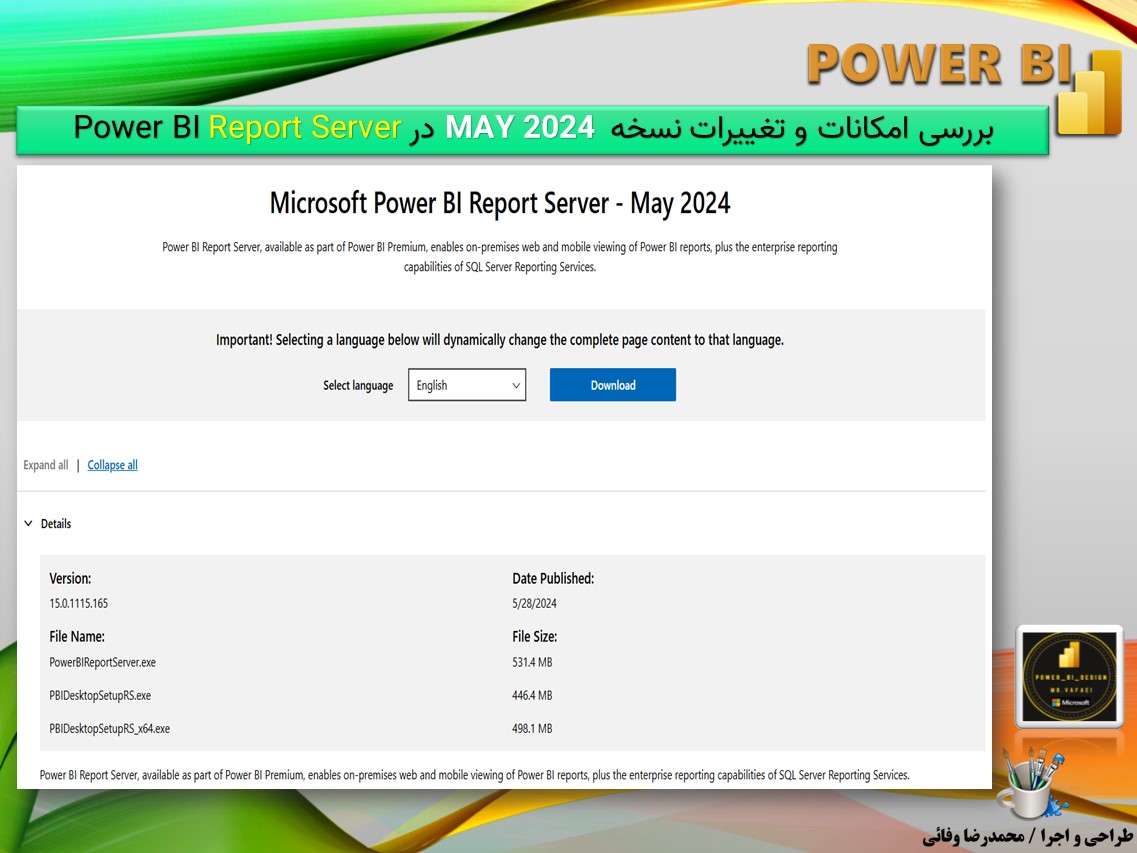 POWER BI
بررسی امکانات و تغییرات نسخه MAY 2024 در Power BI Report Server
Microsoft Power BI Report Server - May 2024
Power BI Report Server, available as part of Power BI Premium, enables on-premises web and mobile viewing of Power BI reports, plus the enterprise reporting
capabilities of SQL Server Reporting Services.
Important! Selecting a language below will dynamically change the complete page content to that language.
Select language English Download
Expand all | Collapse all
Details
Version: Date Published:
15.0.1115.165 5/28/2024
File Name: File Size:
PowerBIReportServer.exe 531.4 MB
PBIDesktopSetupRS.exe 446.4 MB
PBIDesktopSetupRS_x64.exe 498.1 MB
Power BI Report Server, available as part of Power BI Premium, enables on-premises web and mobile viewing of Power BI reports, plus the enterprise reporting capabilities of SQL Server Reporting Services.
POWER_BI_DESIGN
MR.VAFAEI
Microsoft
طراحی و اجرا / محمدرضا وفائی